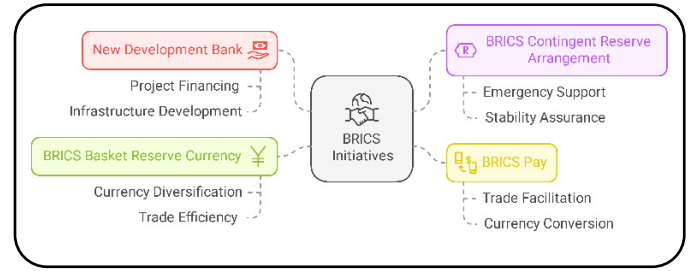 New Development Bank
Project Financing
Infrastructure Development
BRICS Basket Reserve Currency
Currency Diversification
Trade Efficiency
BRICS
Initiatives
BRICS Contingent Reserve
Arrangement
Emergency Support
Stability Assurance
BRICS Pay
Trade Facilitation
Currency Conversion